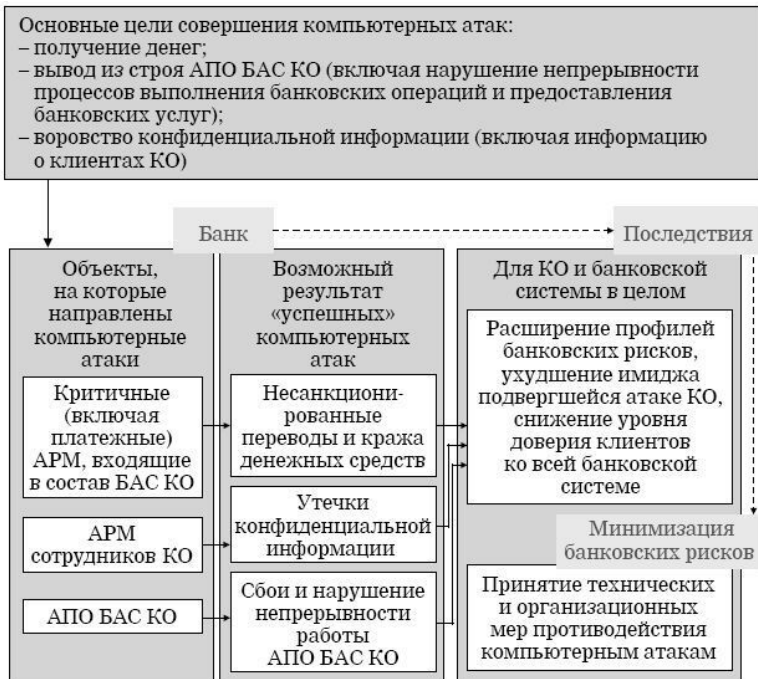 Основные цели совершения компьютерных атак:
– получение денег;
– вывод из строя АПО БАС КО (включая нарушение непрерывности
процессов выполнения банковских операций и предоставления
банковских услуг);
– воровство конфиденциальной информации (включая информацию
о клиентах КО)
Банк
Последствия
Объекты,
на которые
направлены
компьютерные
атаки
Критичные
(включая
платежные)
АРМ, входящие
в состав БАС КО
АРМ
сотрудников КО
АПО БАС КО
Возможный
результат
«успешных»
компьютерных
атак
Несанкциони-
рованные
переводы и кража
денежных средств
Утечки
конфиденциальной
информации
Сбои и нарушение
непрерывности
работы
АПО БАС КО
Для КО и банковской
системы в целом
Расширение профилей
банковских рисков,
ухудшение имиджа
подвергшейся атаке КО,
снижение уровня
доверия клиентов
ко всей банковской
системе
Минимизация
банковских рисков
Принятие технических
и организационных
мер противодействия
компьютерным атакам